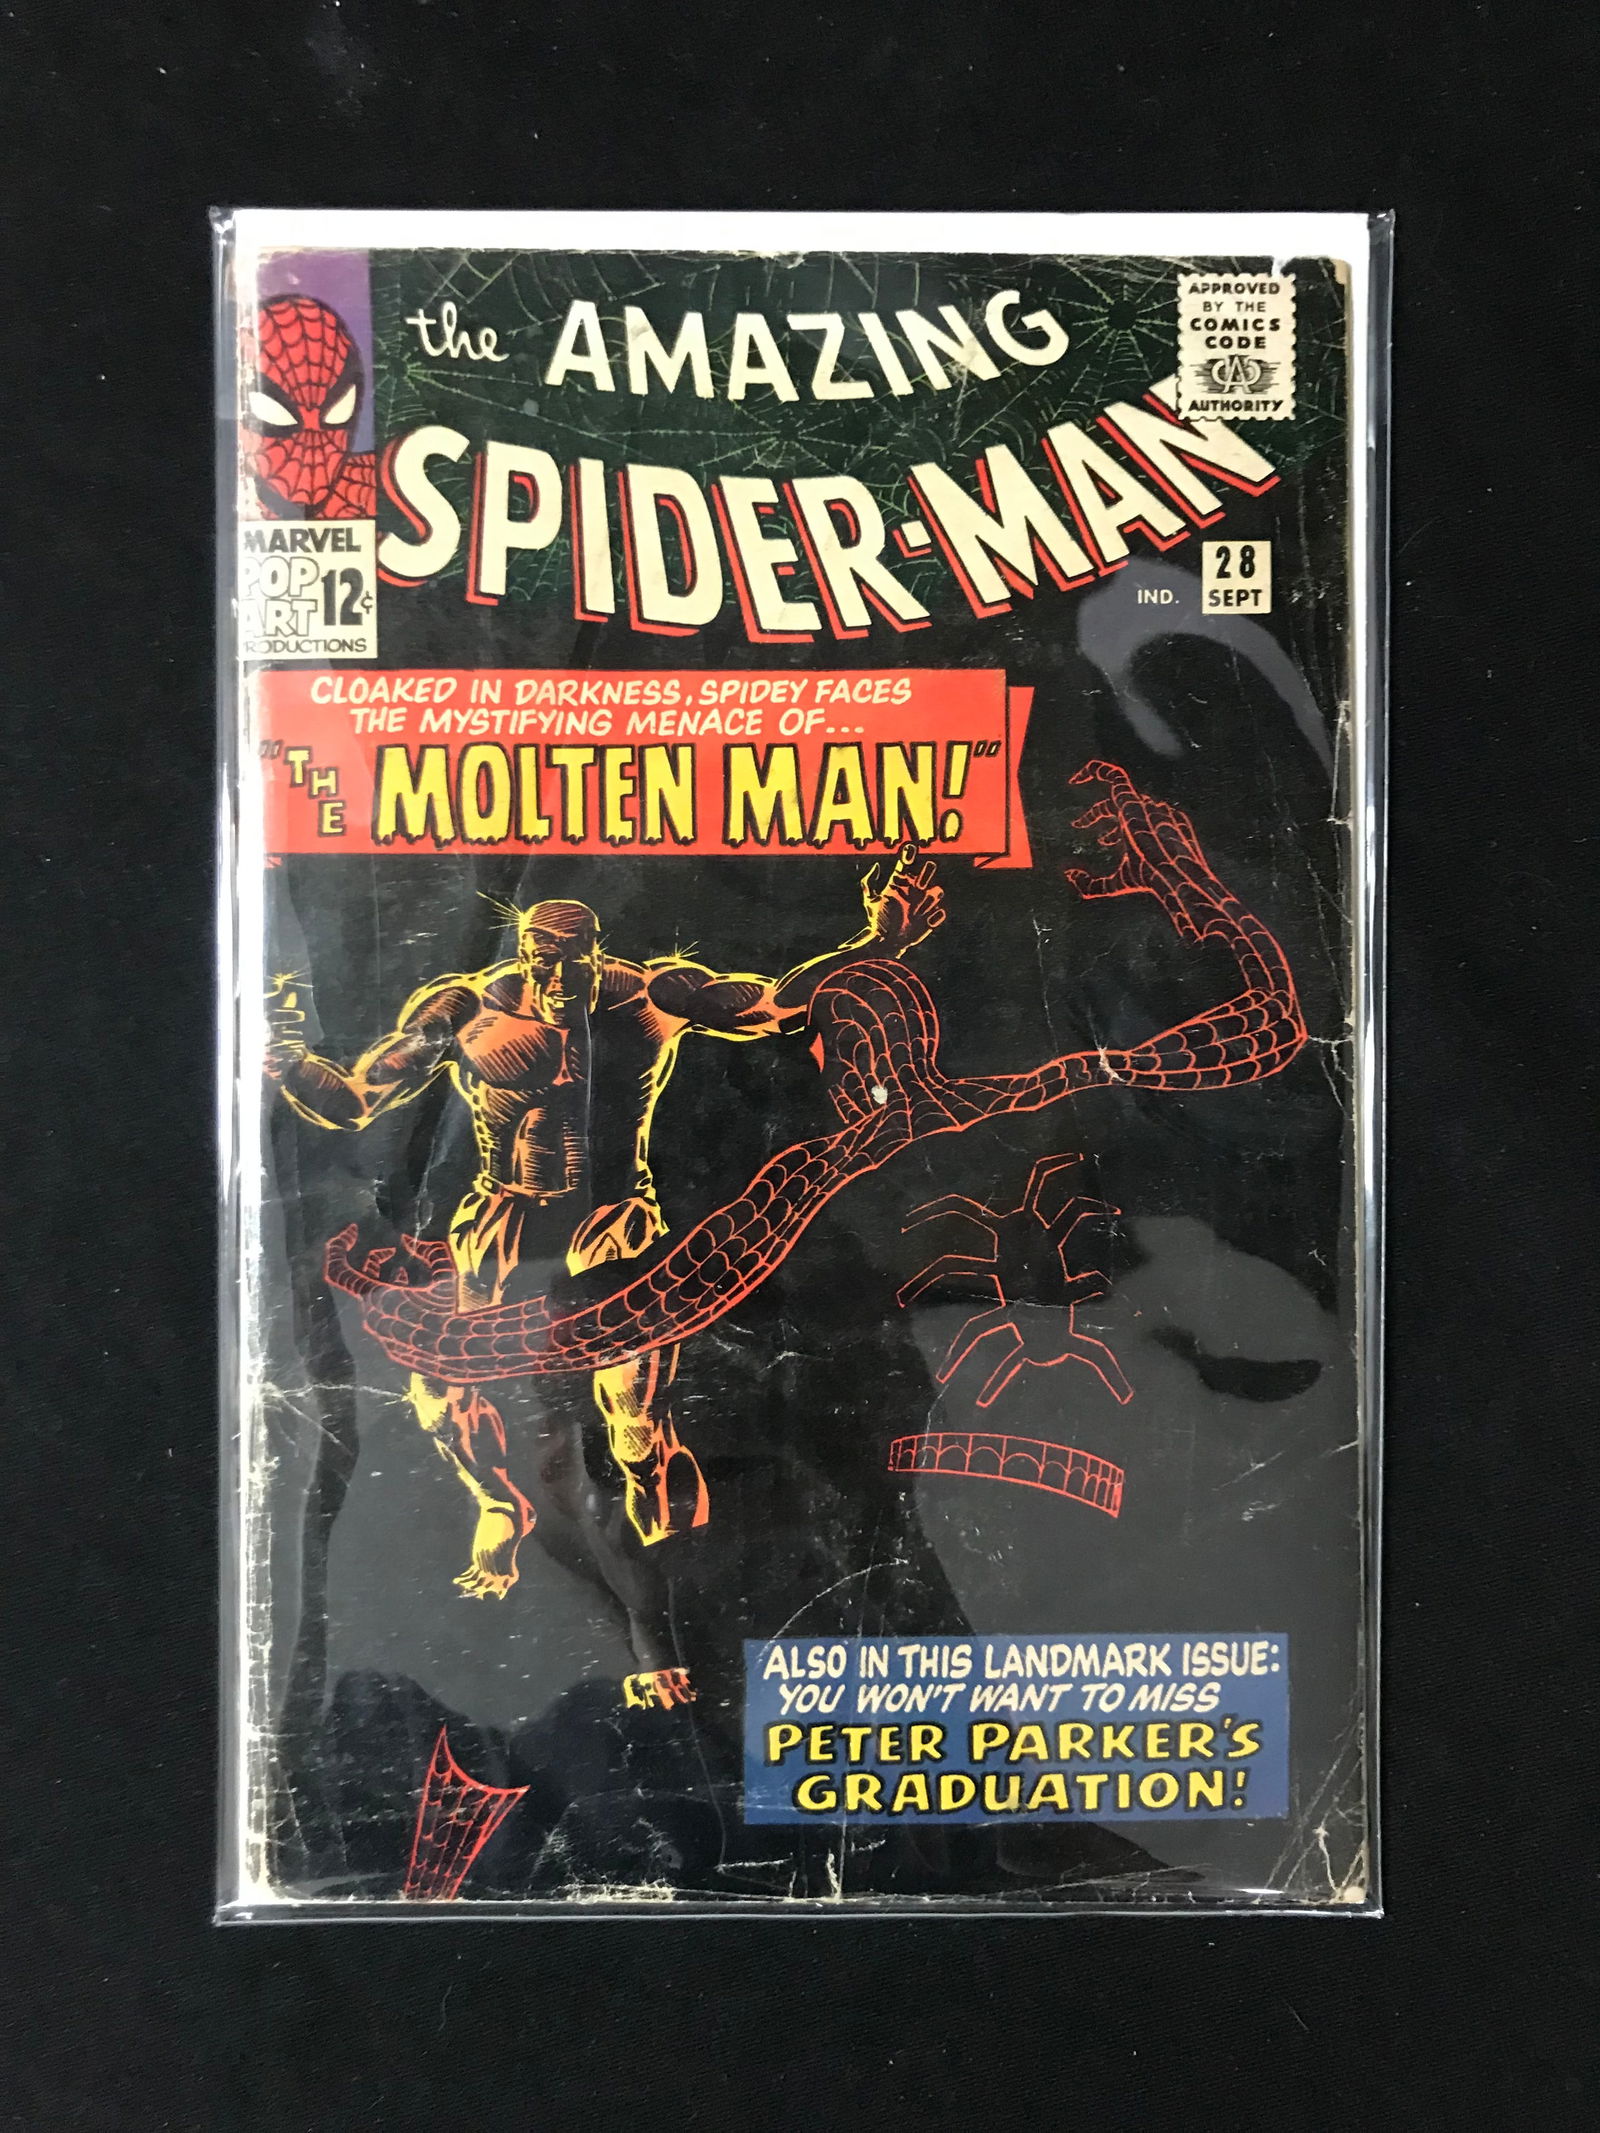 the AMAZING
SPIDER-MAN
APPROVED
BY THE
COMICS
CODE
CA
AUTHORITY
MARVEL
POP
ART 12¢
PRODUCTIONS
IND.
28
SEPT
CLOAKED IN DARKNESS, SPIDEY FACES
THE MYSTIFYING MENACE OF...
"THE MOLTEN MAN!"
ALSO IN THIS LANDMARK ISSUE:
YOU WON'T WANT TO MISS
PETER PARKER'S
GRADUATION!